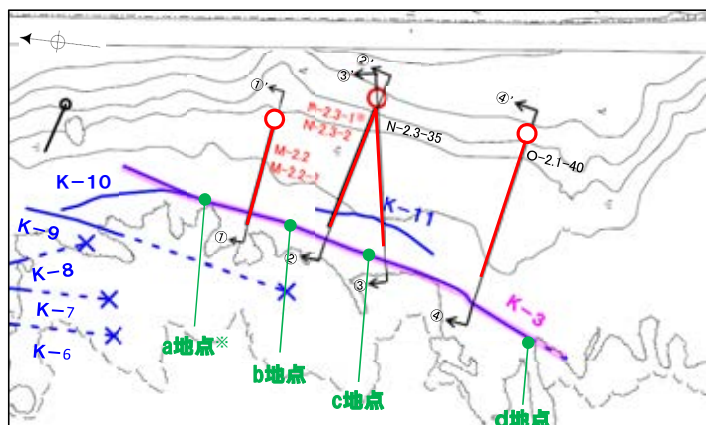 ②'
③'
①'
④'
P-2.3-1※
N-2.3-2
N-2.3-35
O-2.1-40
M-2.2
M-2.2-1
K-10
K-11
K-9
K-8
K-7
K-6
K-3
①
②
③
④
a地点※
b地点
c地点
d地点